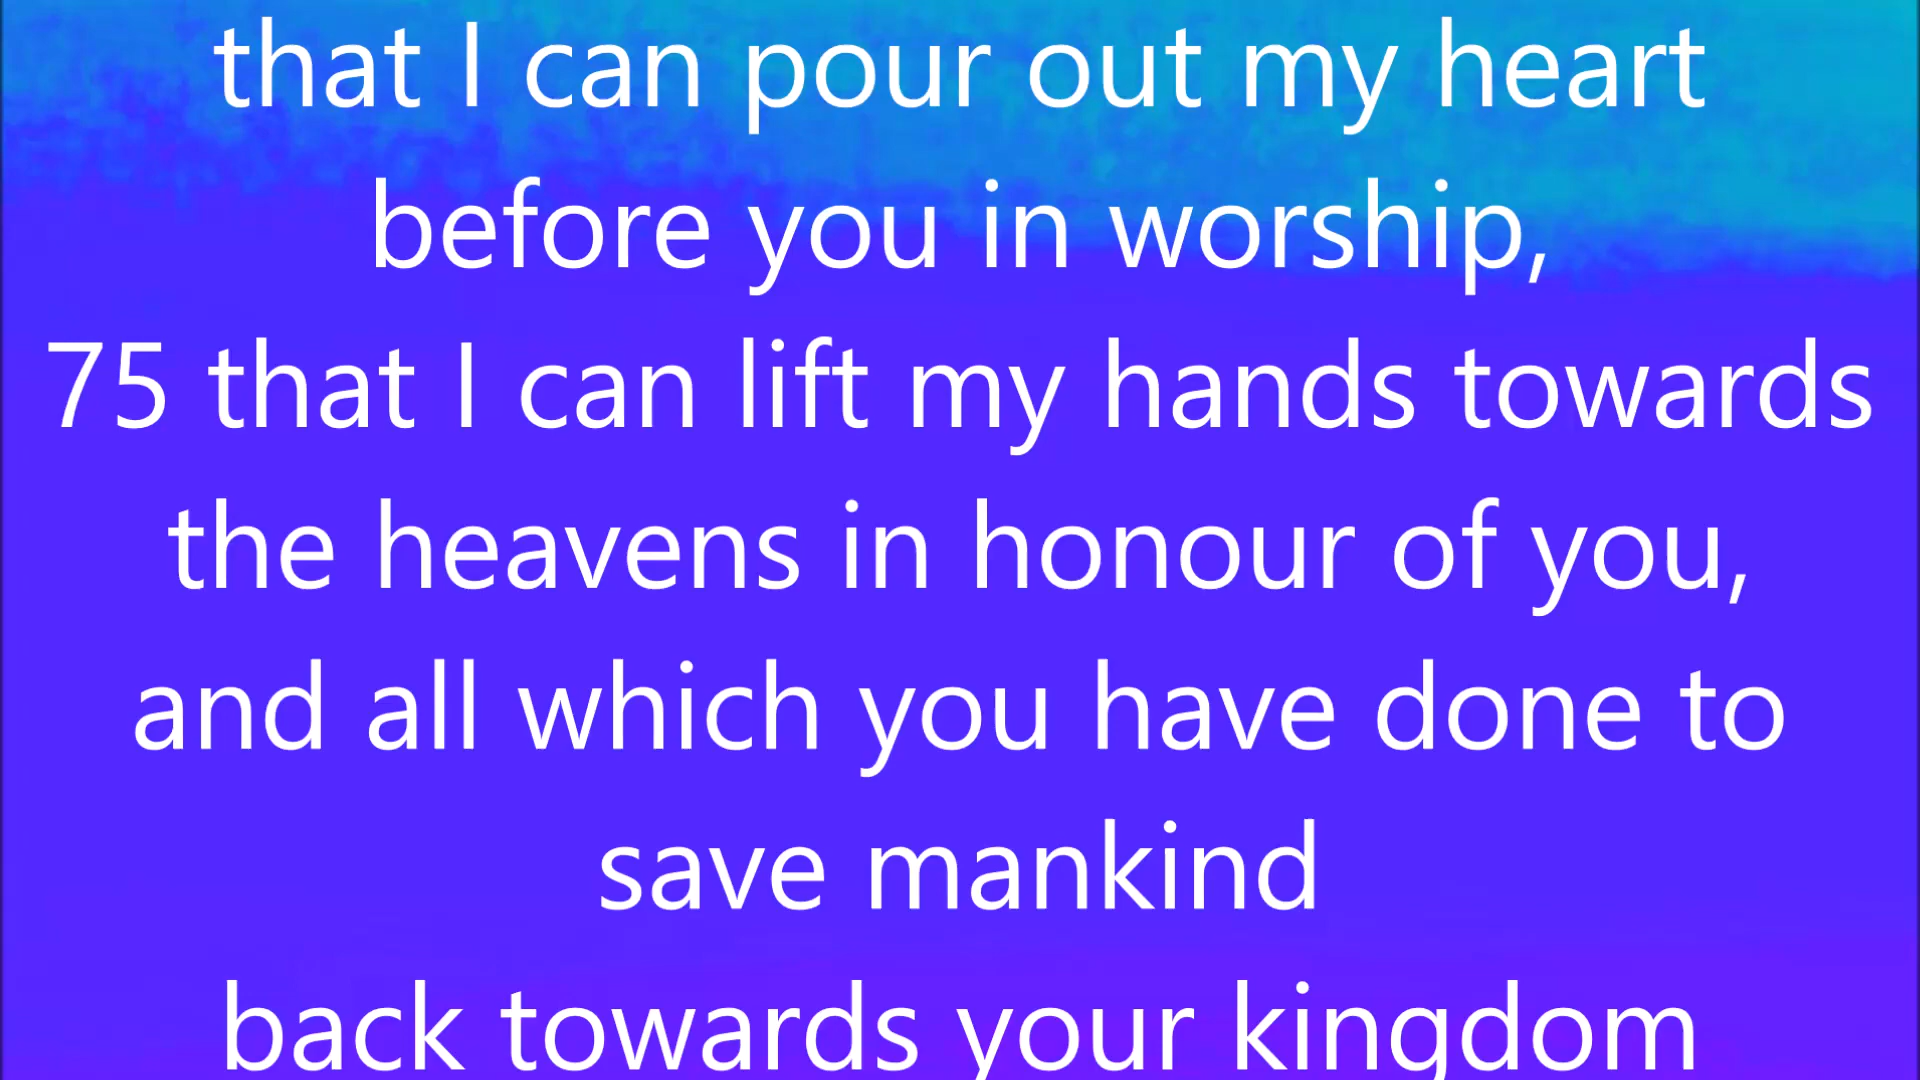 that I can pour out my heart
before you in worship,
75 that I can lift my hands towards
the heavens in honour of you,
and all which you have done to
save mankind
back towards your kingdom